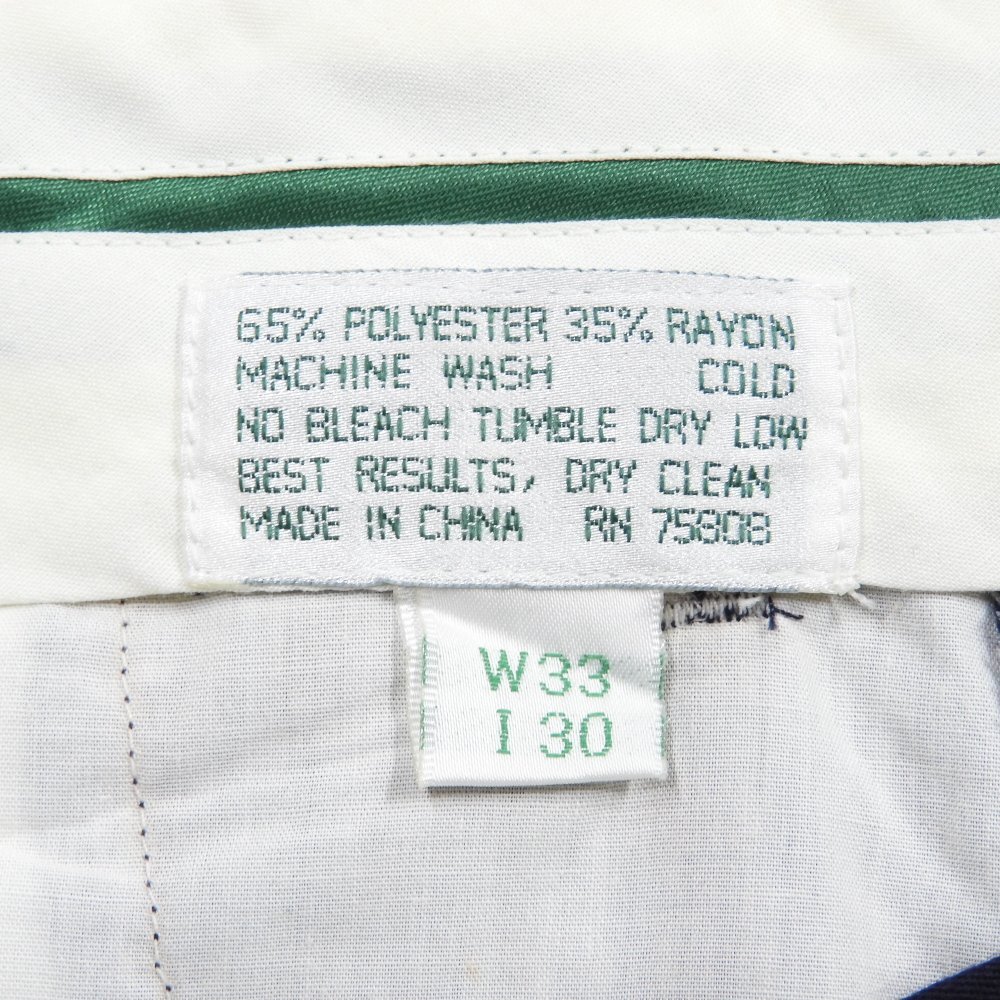 65% POLYESTER 35% RAYON
MACHINE WASH COLD
NO BLEACH TUMBLE DRY LOW
BEST RESULTS, DRY CLEAN
MADE IN CHINA RN 75808
W 33
I 30